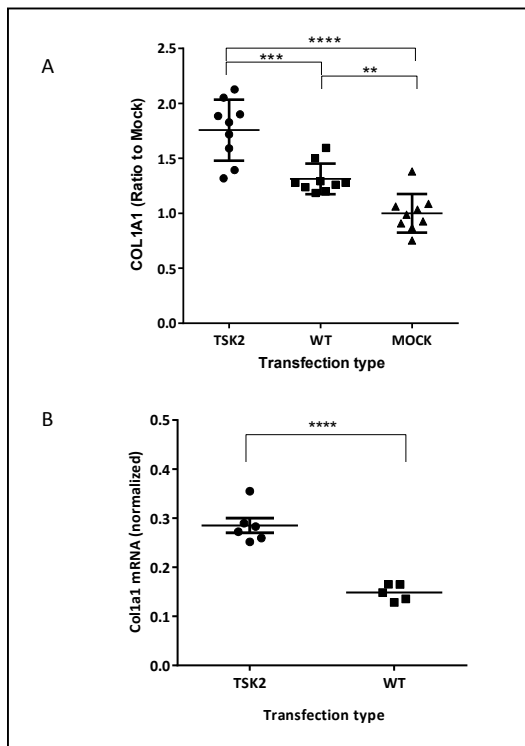 A
****
***
**
COL1A1 (Ratio to Mock)
2.5
2.0
1.5
1.0
0.5
0.0
TSK2 WT MOCK
Transfection type
B
****
Col1a1 mRNA (normalized)
0.5
0.4
0.3
0.2
0.1
0.0
TSK2 WT
Transfection type